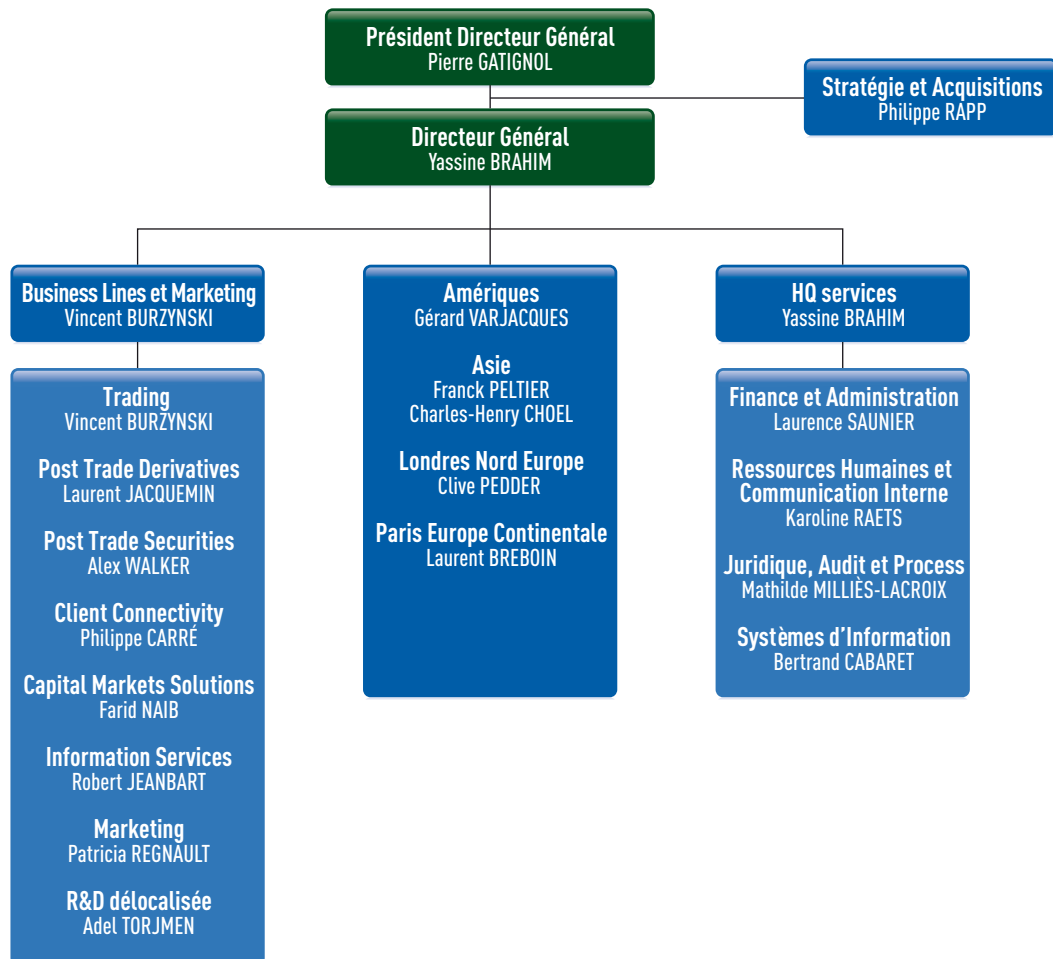 Président Directeur Général
Pierre GATIGNOL
Stratégie et Acquisitions
Philippe RAPP
Directeur Général
Yassine BRAHIM
Business Lines et Marketing
Vincent BURZYNSKI
Trading
Vincent BURZYNSKI
Post Trade Derivatives
Laurent JACQUEMIN
Post Trade Securities
Alex WALKER
Client Connectivity
Philippe CARRÉ
Capital Markets Solutions
Farid NAIB
Information Services
Robert JEANBART
Marketing
Patricia REGNAULT
R&D délocalisée
Adel TORJMEN
Amériques
Gérard VARJACQUES
Asie
Franck PELTIER
Charles-Henry CHOEL
Londres Nord Europe
Clive PEDDER
Paris Europe Continentale
Laurent BREBOIN
HQ services
Yassine BRAHIM
Finance et Administration
Laurence SAUNIER
Ressources Humaines et
Communication Interne
Karoline RAETS
Juridique, Audit et Process
Mathilde MILLIÈS-LACROIX
Systèmes d'Information
Bertrand CABARET